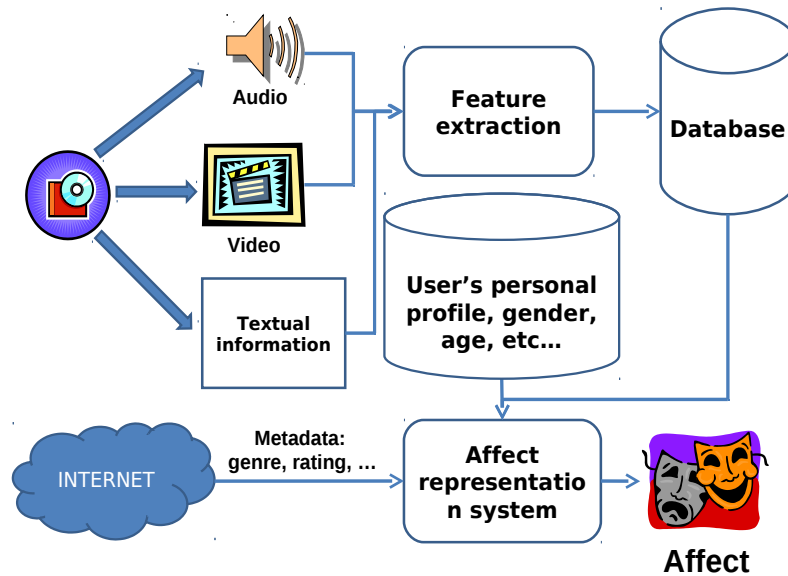 Audio
Feature
extraction
Database
Video
User’s personal
profile, gender,
age, etc...
Textual
information
Metadata:
genre, rating, ...
INTERNET
Affect
representatio
n system
Affect